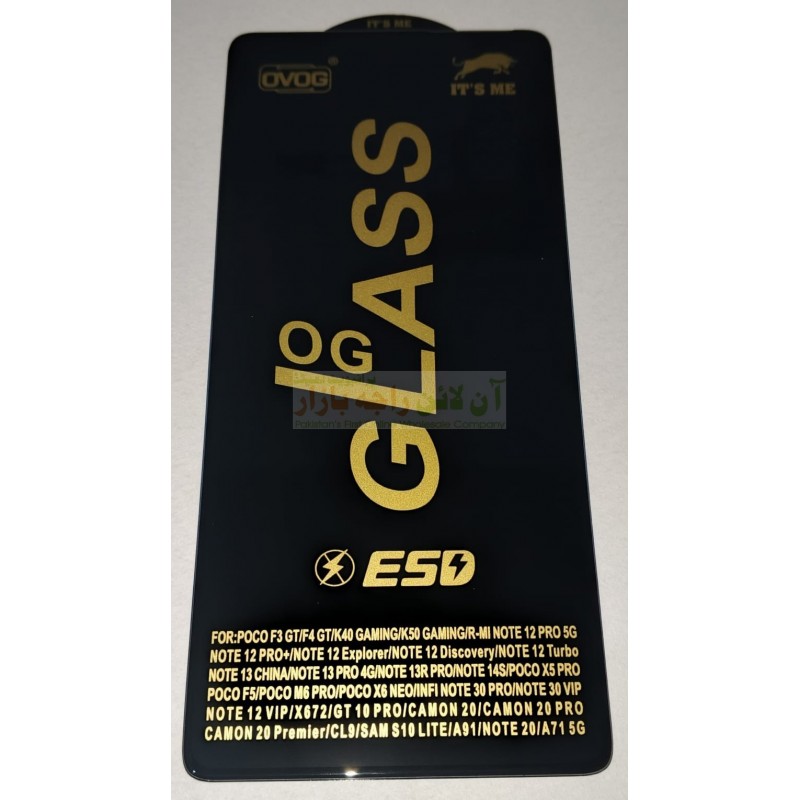 IT'S ME
OVOG
IT'S ME
OG
GLASS
آن لائن راجه بازار
ESD
FOR:POCO F3 GT/F4 GT/K40 GAMING/K50 GAMING/R-MI NOTE 12 PRO 5G
NOTE 12 PRO+/NOTE 12 Explorer/NOTE 12 Discovery/NOTE 12 Turbo
NOTE 13 CHINA/NOTE 13 PRO 4G/NOTE 13R PRO/NOTE 14S/POCO X5 PRO
POCO F5/POCO M6 PRO/POCO X6 NEO/INFI NOTE 30 PRO/NOTE 30 VIP
NOTE 12 VIP/X672/GT 10 PRO/CAMON 20/CAMON 20 PRO
CAMON 20 Premier/CL9/SAM S10 LITE/A91/NOTE 20/A71 5G